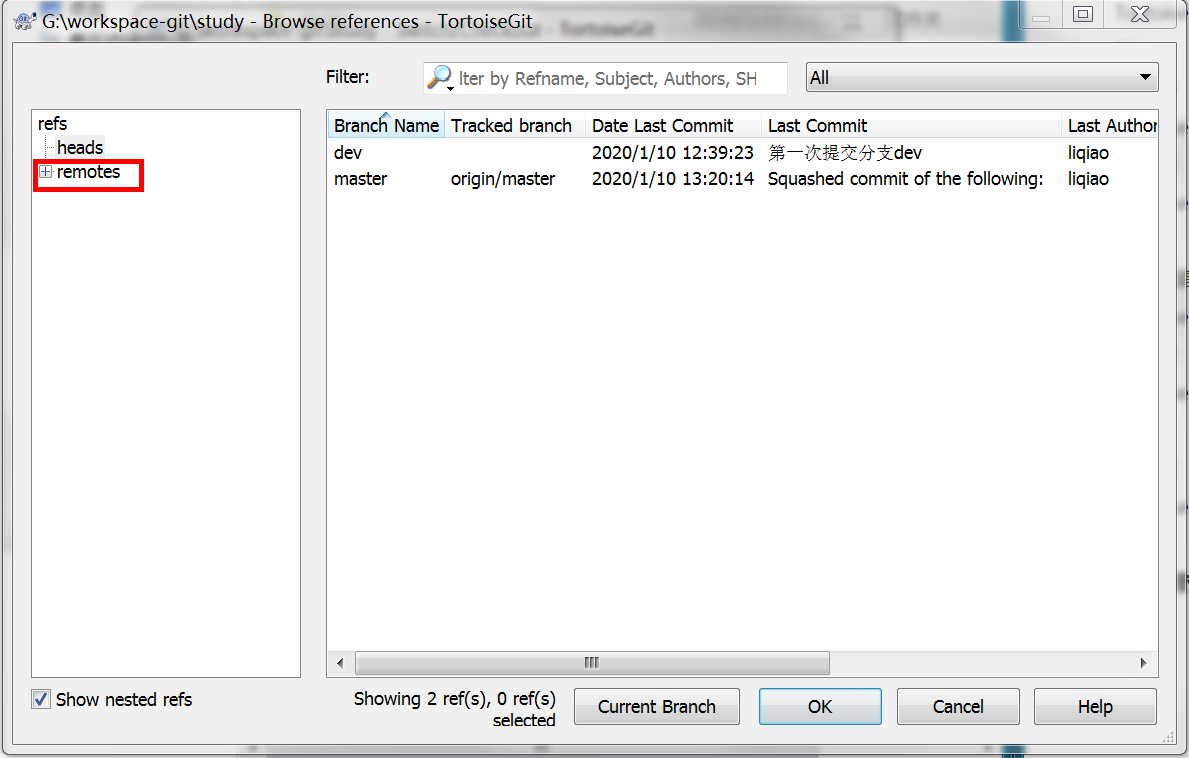 G:\workspace-git\study - Browse references - TortoiseGit
Filter:
lter by Refname, Subject, Authors, SH
All
refs
heads
remotes
Branch Name Tracked branch Date Last Commit Last Commit Last Author
dev 2020/1/10 12:39:23 第一次提交分支dev liqiao
master origin/master 2020/1/10 13:20:14 Squashed commit of the following: liqiao
Show nested refs
Showing 2 ref(s), 0 ref(s)
selected
Current Branch
OK
Cancel
Help